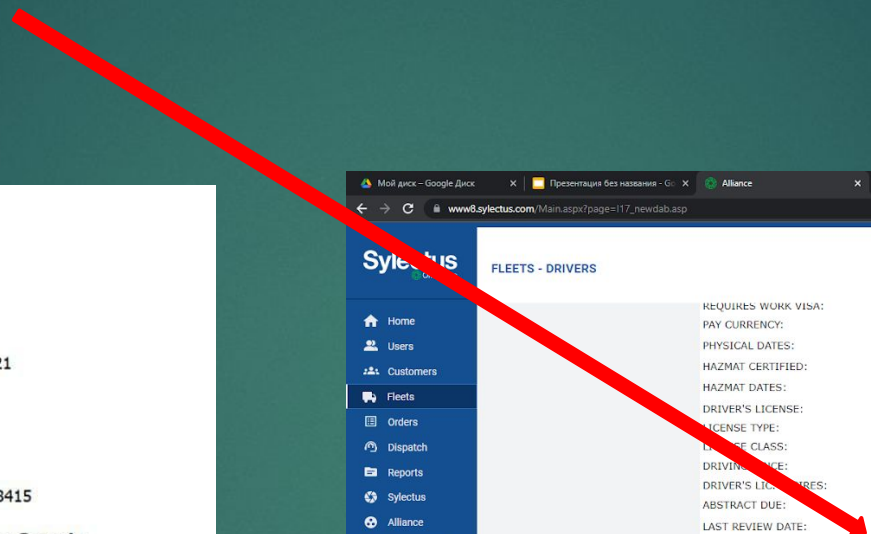 Мой диск – Google Диск
Презентация без названия - Go
Alliance
www8.sylectus.com/Main.aspx?page=I17_newdab.asp
FLEETS - DRIVERS
Home
Users
Customers
Fleets
Orders
Dispatch
Reports
Sylectus
Alliance
REQUIRES WORK VISA:
PAY CURRENCY:
PHYSICAL DATES:
HAZMAT CERTIFIED:
HAZMAT DATES:
DRIVER'S LICENSE:
LICENSE TYPE:
CLASS:
DRIVER'S LIC.
ABSTRACT DUE:
LAST REVIEW DATE:
21
3415